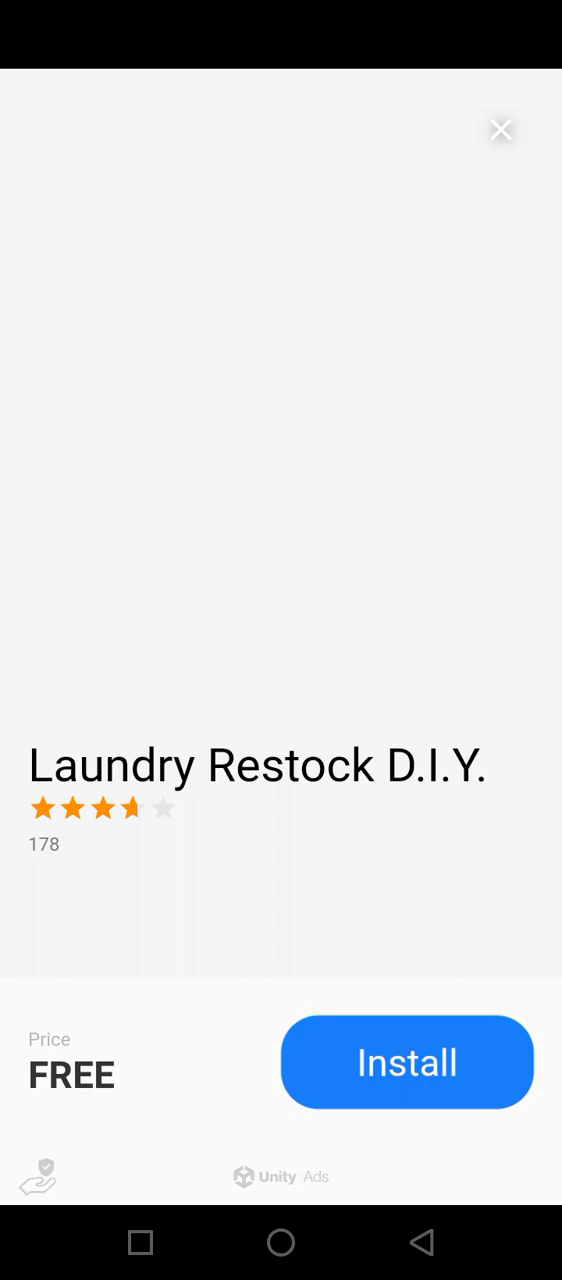 Laundry Restock D.I.Y.
178
Price
FREE
Install
Unity Ads